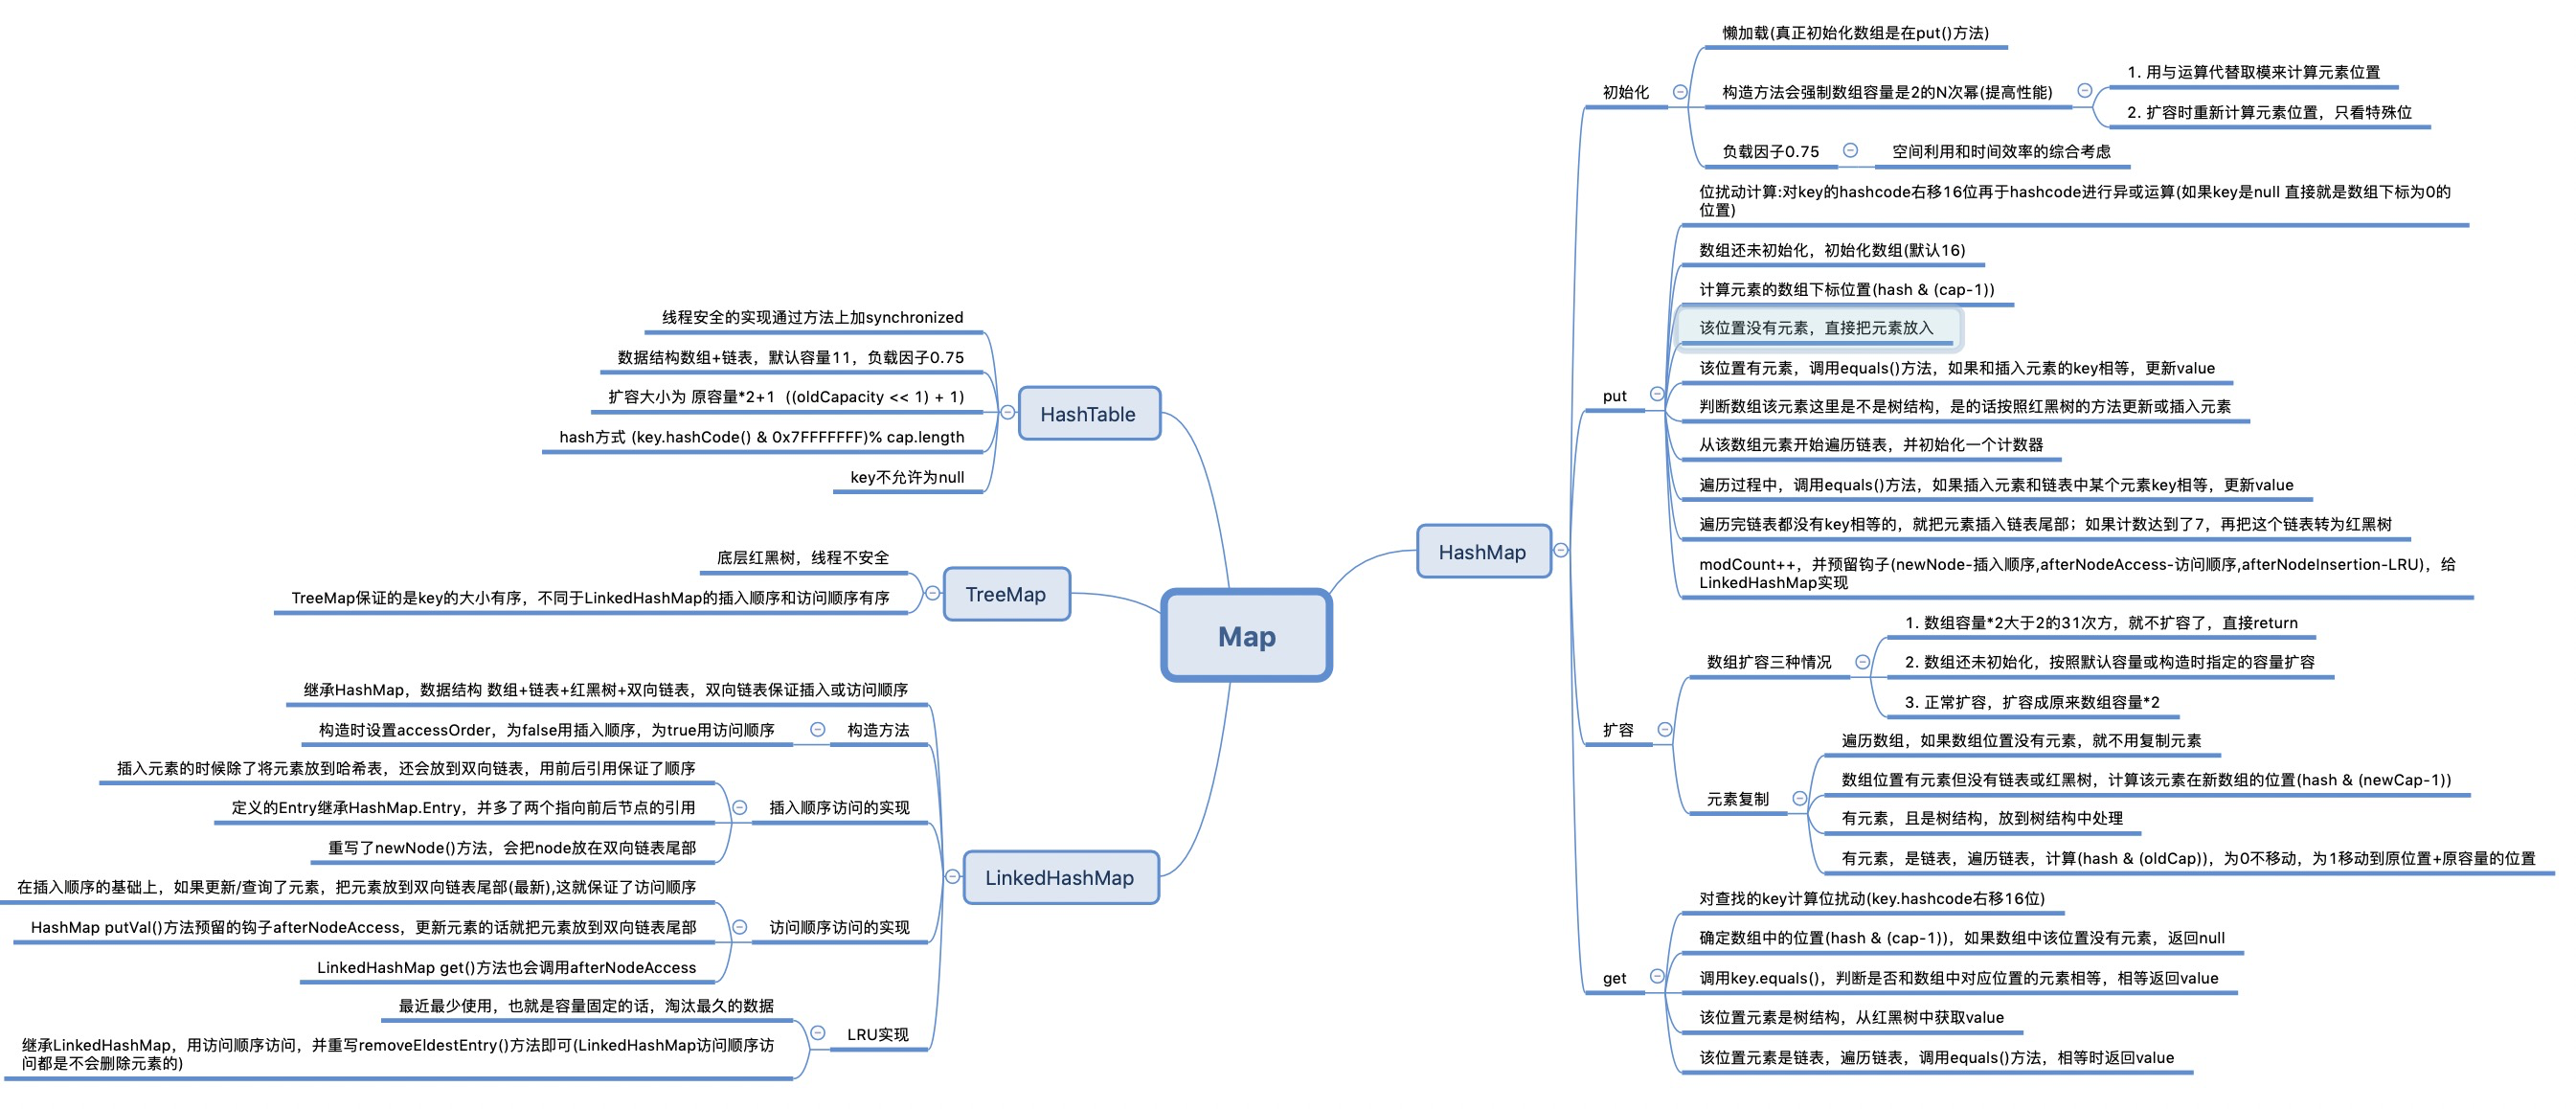 Map
HashMap
初始化
懒加载(真正初始化数组是在put()方法)
构造方法会强制数组容量是2的N次幂(提高性能)
1. 用与运算代替取模来计算元素位置
2. 扩容时重新计算元素位置，只看特殊位
负载因子0.75
空间利用和时间效率的综合考虑
put
位扰动计算:对key的hashcode右移16位再于hashcode进行异或运算(如果key是null 直接就是数组下标为0的
位置)
数组还未初始化，初始化数组(默认16)
计算元素的数组下标位置(hash & (cap-1))
该位置没有元素，直接把元素放入
该位置有元素，调用equals()方法，如果和插入元素的key相等，更新value
判断数组该元素这里是不是树结构，是的话按照红黑树的方法更新或插入元素
从该数组元素开始遍历链表，并初始化一个计数器
遍历过程中，调用equals()方法，如果插入元素和链表中某个元素key相等，更新value
遍历完链表都没有key相等的，就把元素插入链表尾部；如果计数达到了7，再把这个链表转为红黑树
modCount++，并预留钩子(newNode-插入顺序,afterNodeAccess-访问顺序,afterNodeInsertion-LRU)，给
LinkedHashMap实现
扩容
数组扩容三种情况
1. 数组容量*2大于2的31次方，就不扩容了，直接return
2. 数组还未初始化，按照默认容量或构造时指定的容量扩容
3. 正常扩容，扩容成原来数组容量*2
元素复制
遍历数组，如果数组位置没有元素，就不用复制元素
数组位置有元素但没有链表或红黑树，计算该元素在新数组的位置(hash & (newCap-1))
有元素，且是树结构，放到树结构中处理
有元素，是链表，遍历链表，计算(hash & (oldCap))，为0不移动，为1移动到原位置+原容量的位置
get
对查找的key计算位扰动(key.hashcode右移16位)
确定数组中的位置(hash & (cap-1))，如果数组中该位置没有元素，返回null
调用key.equals()，判断是否和数组中对应位置的元素相等，相等返回value
该位置元素是树结构，从红黑树中获取value
该位置元素是链表，遍历链表，调用equals()方法，相等时返回value
HashTable
线程安全的实现通过方法上加synchronized
数据结构数组+链表，默认容量11，负载因子0.75
扩容大小为 原容量*2+1  ((oldCapacity << 1) + 1)
hash方式 (key.hashCode() & 0x7FFFFFFF)% cap.length
key不允许为null
TreeMap
底层红黑树，线程不安全
TreeMap保证的是key的大小有序，不同于LinkedHashMap的插入顺序和访问顺序有序
LinkedHashMap
继承HashMap，数据结构 数组+链表+红黑树+双向链表，双向链表保证插入或访问顺序
构造方法
构造时设置accessOrder，为false用插入顺序，为true用访问顺序
插入顺序访问的实现
插入元素的时候除了将元素放到哈希表，还会放到双向链表，用前后引用保证了顺序
定义的Entry继承HashMap.Entry，并多了两个指向前后节点的引用
重写了newNode()方法，会把node放在双向链表尾部
访问顺序访问的实现
在插入顺序的基础上，如果更新/查询了元素，把元素放到双向链表尾部(最新),这就保证了访问顺序
HashMap putVal()方法预留的钩子afterNodeAccess，更新元素的话就把元素放到双向链表尾部
LinkedHashMap get()方法也会调用afterNodeAccess
LRU实现
最近最少使用，也就是容量固定的话，淘汰最久的数据
继承LinkedHashMap，用访问顺序访问，并重写removeEldestEntry()方法即可(LinkedHashMap访问顺序访
问都是不会删除元素的)